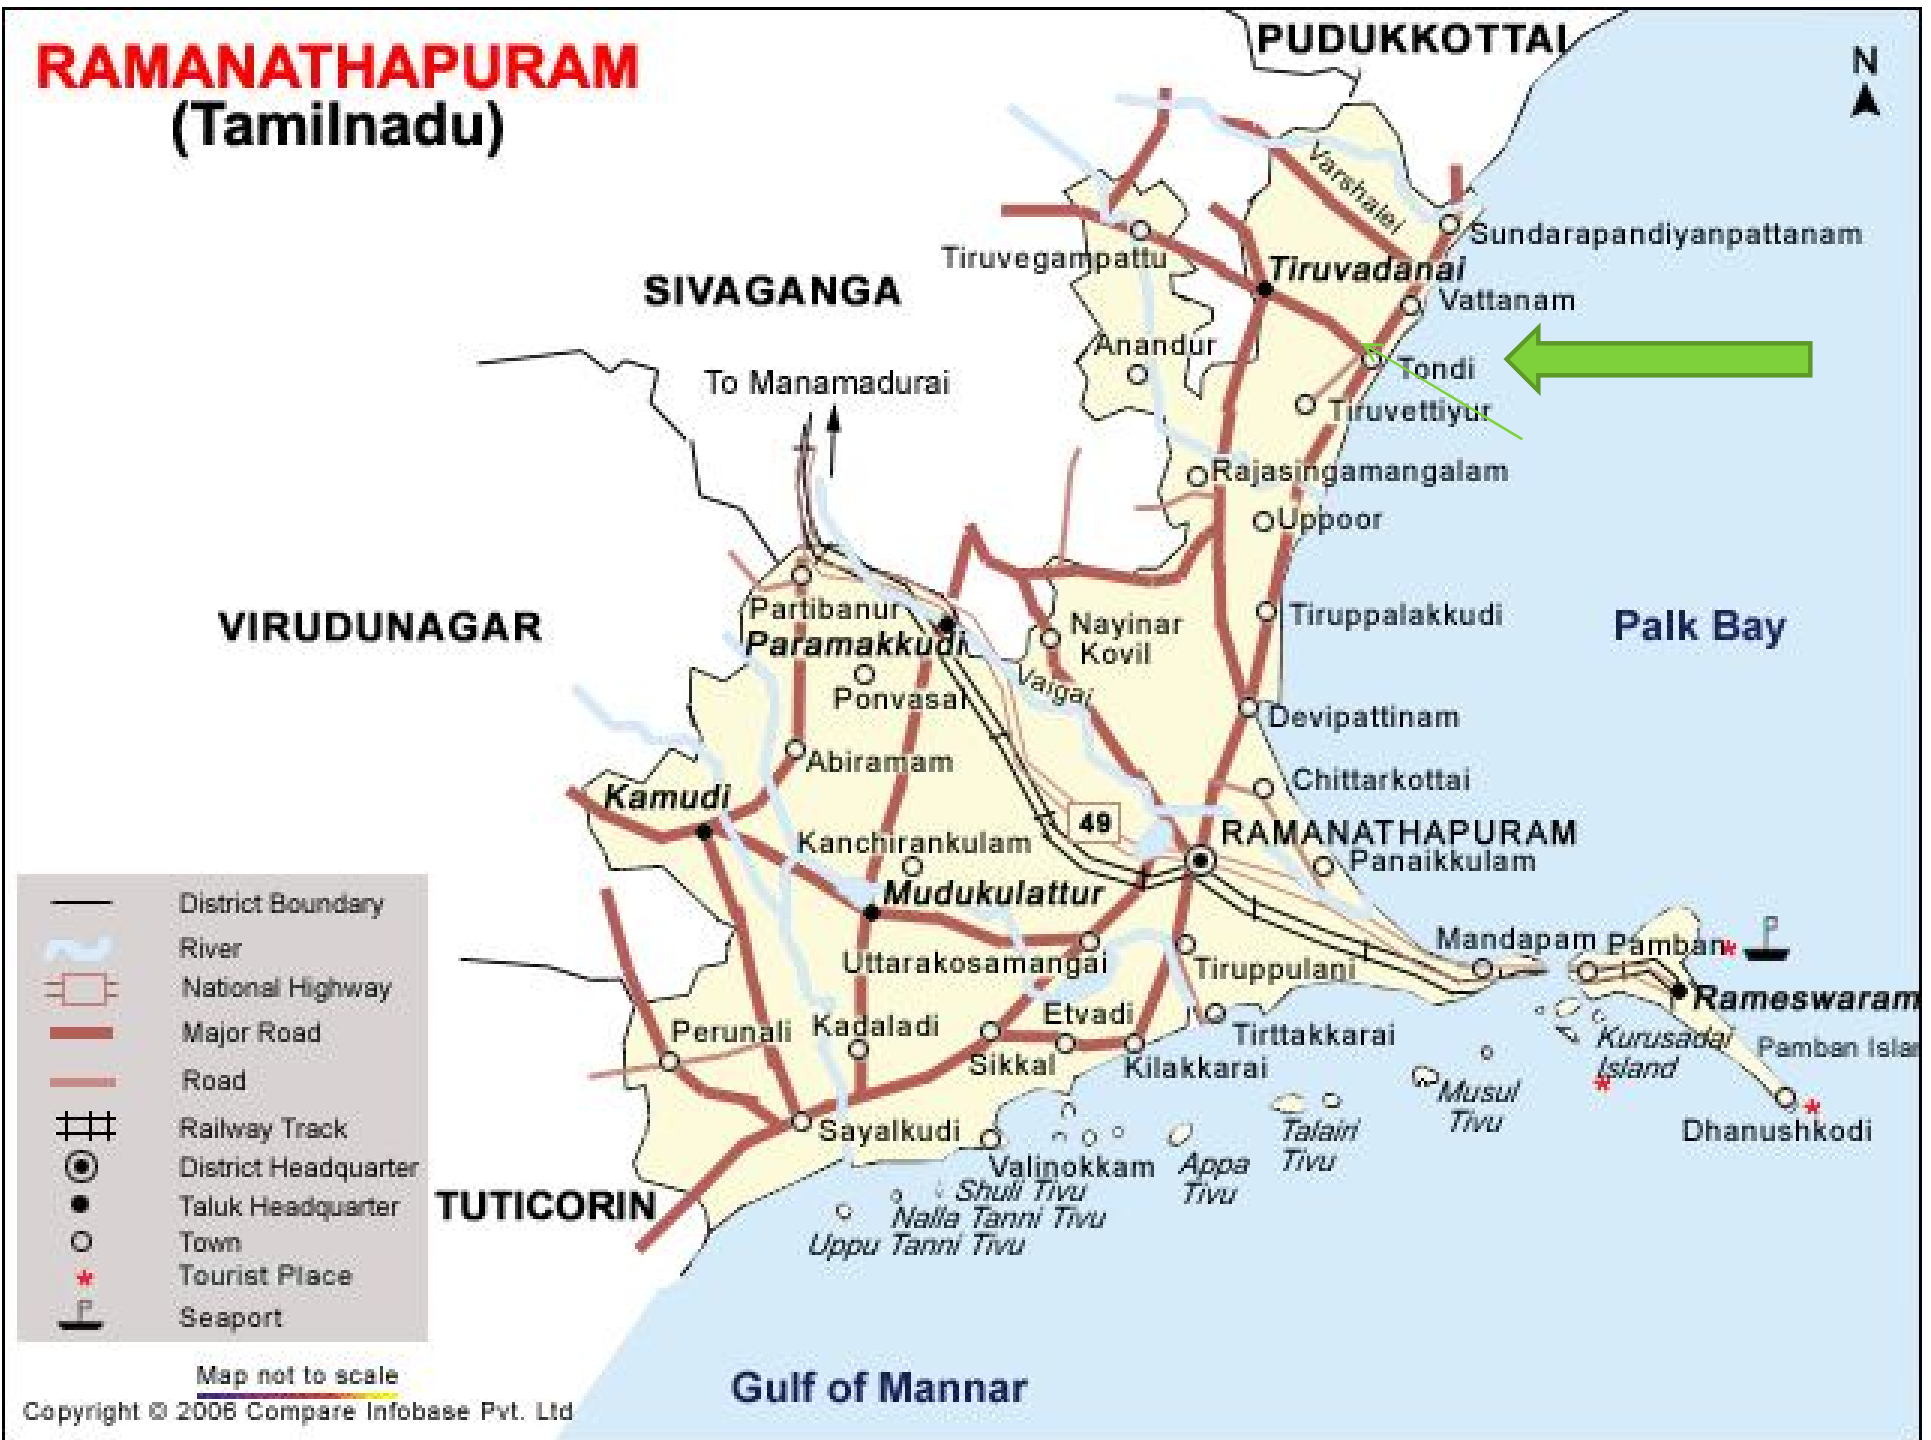 RAMANATHAPURAM
(Tamilnadu)
PUDUKKOTTAI
N
Varshalei
Sundarapandiyanpattanam
Tiruvegampattu
Tiruvadanai
SIVAGANGA
Vattanam
Anandur
Tondi
To Manamadurai
Tiruvettiyur
Rajasingamangalam
Uppoor
Partibanur
Tiruppalakkudi
VIRUDUNAGAR
Nayinar
Kovil
Palk Bay
Paramakkudi
Ponvasal
Vaigai
Devipattinam
Abiramam
Chittarkottai
Kamudi
49
RAMANATHAPURAM
Kanchirankulam
Panaikkulam
Mudukulattur
Mandapam
Pamban
Uttarakosamangai
Tiruppulani
Rameswaram
Etvadi
Perunali
Kadaladi
Tirttakkarai
Kurusadai
Island
Pamban Islan
Sikkal
Kilakkarai
Musul
Tivu
Sayalkudi
Talairi
Tivu
Dhanushkodi
Valinokkam
Appa
Tivu
Shuli Tivu
Nalla Tanni Tivu
Uppu Tanni Tivu
TUTICORIN
Gulf of Mannar
District Boundary
River
National Highway
Major Road
Road
Railway Track
District Headquarter
Taluk Headquarter
Town
Tourist Place
Seaport
Map not to scale
Copyright © 2006 Compare Infobase Pvt. Ltd